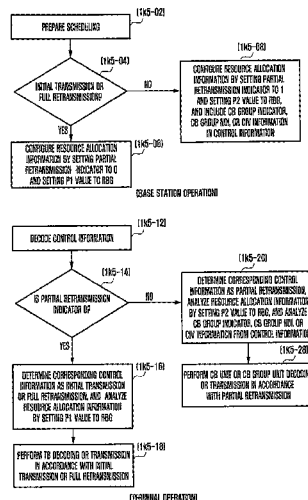 (1k5-02)
PREPARE SCHEDULING
(1k5-04)
INITIAL TRANSMISSION OR
FULL RETRANSMISSION?
NO
YES
(1k5-08)
CONFIGURE RESOURCE ALLOCATION
INFORMATION BY SETTING PARTIAL
RETRANSMISSION INDICATOR TO 1
AND SETTING P2 VALUE TO RBG,
AND INCLUDE CB GROUP INDICATOR,
CB GROUP NDI, OR CB/
INFORMATION
IN CONTROL INFORMATION
(1k5-06)
CONFIGURE RESOURCE ALLOCATION
INFORMATION BY SETTING PARTIAL
RETRANSMISSION INDICATOR TO 0
AND SETTING P1 VALUE TO RBG
(BASE STATION OPERATION)
(1k5-12)
DECODE CONTROL INFORMATION
(1k5-14)
IS PARTIAL RETRANSMISSION
INDICATOR 0?
NO
YES
(1k5-20)
DETERMINE CORRESPONDING CONTROL
INFORMATION AS PARTIAL RETRANSMISSION,
ANALYZE RESOURCE ALLOCATION INFORMATION
BY SETTING P2 VALUE TO RBG, AND ANALYZE
CB GROUP INDICATOR, CB GROUP NDI, OR
INFORMATION FROM CONTROL INFORMATION
(1k5-16)
DETERMINE CORRESPONDING CONTROL
INFORMATION AS INITIAL TRANSMISSION
OR FULL RETRANSMISSION, AND ANALYZE
RESOURCE ALLOCATION INFORMATION
BY SETTING P1 VALUE TO RBG
PERFORM CB UNIT OR CB GROUP UNIT DECODING
OR TRANSMISSION IN ACCORDANCE
WITH PARTIAL RETRANSMISSION
(1k5-18)
PERFORM TB DECODING OR TRANSMISSION
IN ACCORDANCE WITH INITIAL
TRANSMISSION OR FULL RETRANSMISSION
(TERMINAL OPERATION)